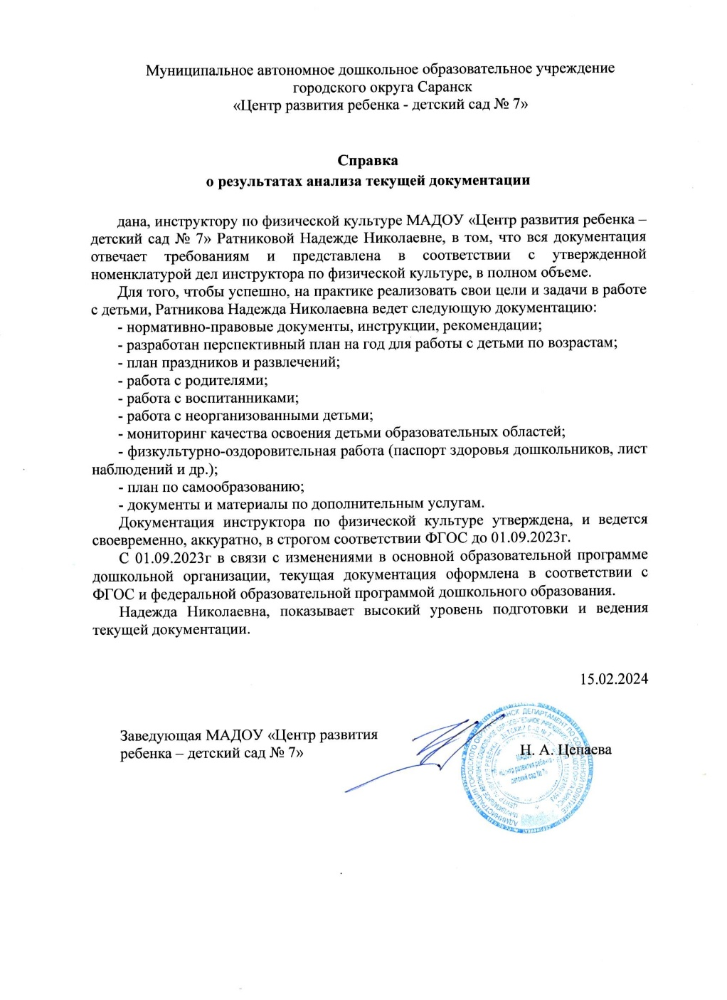 Муниципальное автономное дошкольное образовательное учреждение
городского округа Саранск
«Центр развития ребенка - детский сад № 7»
Справка
о результатах анализа текущей документации
дана, инструктору по физической культуре МАДОУ «Центр развития ребенка –
детский сад № 7» Ратниковой Надежде Николаевне, в том, что вся документация
отвечает требованиям и представлена в соответствии с утвержденной
номенклатурой дел инструктора по физической культуре, в полном объеме.
Для того, чтобы успешно, на практике реализовать свои цели и задачи в работе
с детьми, Ратникова Надежда Николаевна ведет следующую документацию:
- нормативно-правовые документы, инструкции, рекомендации;
- разработан перспективный план на год для работы с детьми по возрастам;
- план праздников и развлечений;
- работа с родителями;
- работа с воспитанниками;
- работа с неорганизованными детьми;
- мониторинг качества освоения детьми образовательных областей;
- физкультурно-оздоровительная работа (паспорт здоровья дошкольников, лист
наблюдений и др.);
- план по самообразованию;
- документы и материалы по дополнительным услугам.
Документация инструктора по физической культуре утверждена, и ведется
своевременно, аккуратно, в строгом соответствии ФГОС до 01.09.2023г.
С 01.09.2023г в связи с изменениями в основной образовательной программе
дошкольной организации, текущая документация оформлена в соответствии с
ФГОС и федеральной образовательной программой дошкольного образования.
Надежда Николаевна, показывает высокий уровень подготовки и ведения
текущей документации.
15.02.2024
Заведующая МАДОУ «Центр развития
ребенка – детский сад № 7»
Н. А. Цепаева
АДМИНИСТРАЦИЯ ГОРОДСКОГО ОКРУГА САРАНСК ДЕПАРТАМЕНТ ПО СОЦИАЛЬНОЙ ПОЛИТИКЕ
МАДОУ
«Центр развития ребенка -
детский сад № 7»